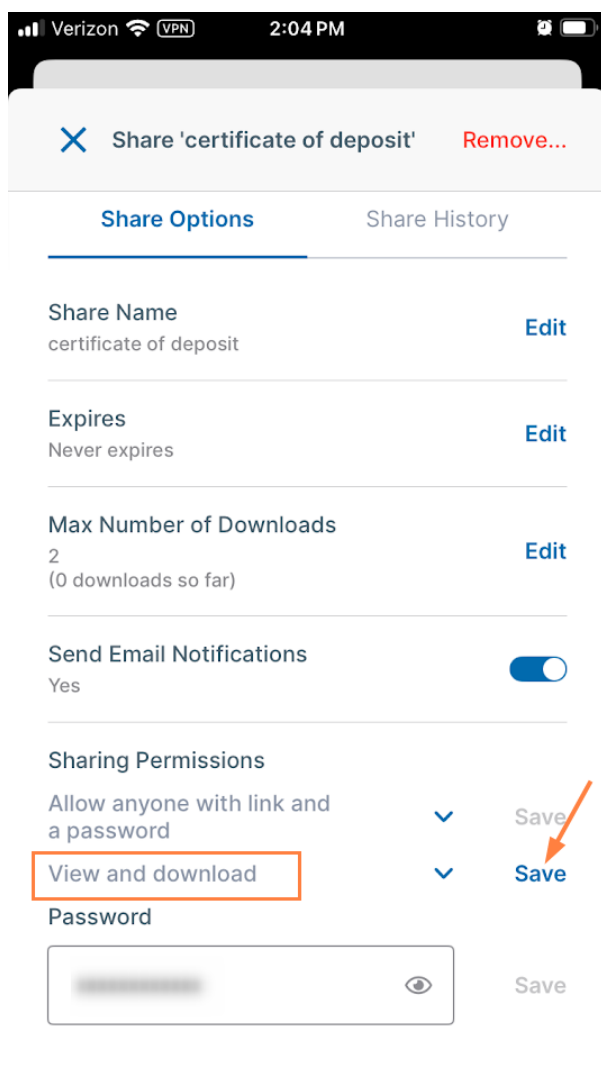 Verizon VPN 2:04 PM
Share 'certificate of deposit' Remove...
Share Options Share History
Share Name
certificate of deposit
Edit
Expires
Never expires
Edit
Max Number of Downloads
2
(0 downloads so far)
Edit
Send Email Notifications
Yes
Sharing Permissions
Allow anyone with link and
a password
Save
View and download Save
Password
Save